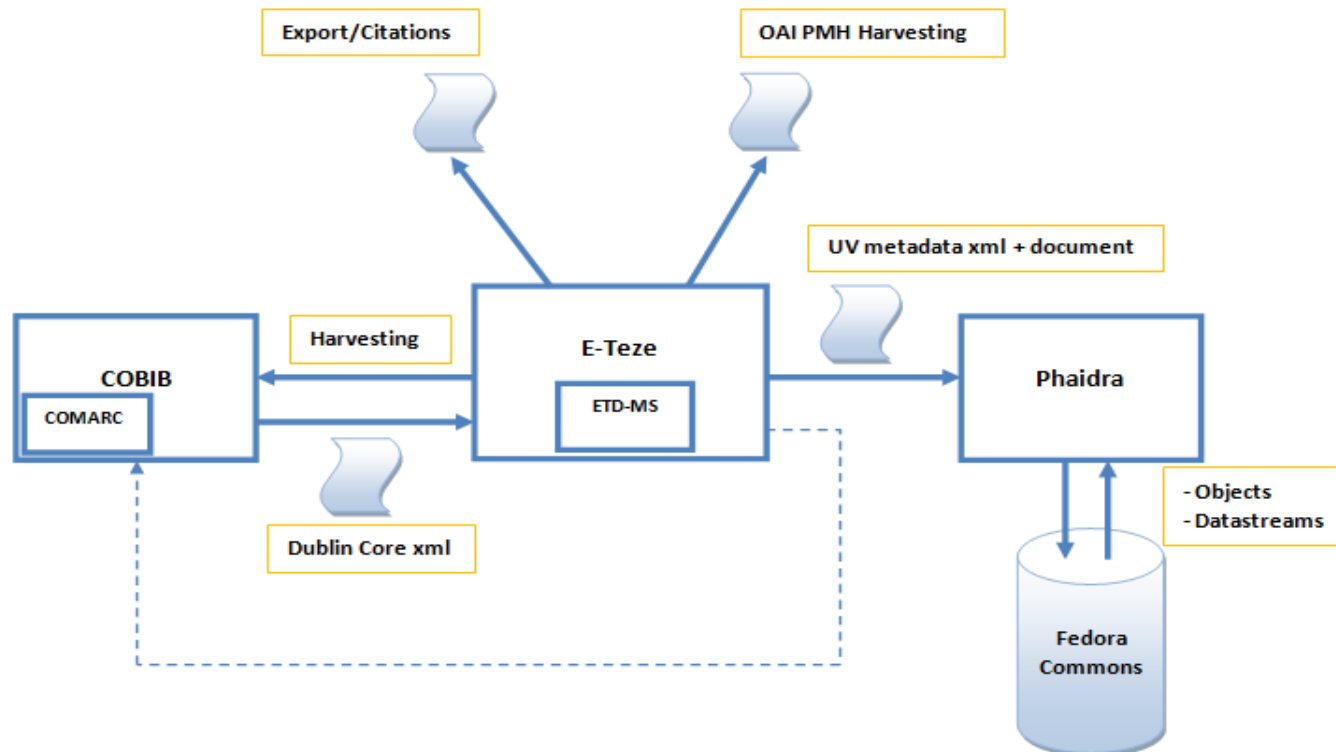 Export/Citations
OAI PMH Harvesting
UV metadata xml + document
Harvesting
E-Teze
COBIB
Phaidra
COMARC
ETD-MS
- Objects
- Datastreams
Dublin Core xml
Fedora
Commons